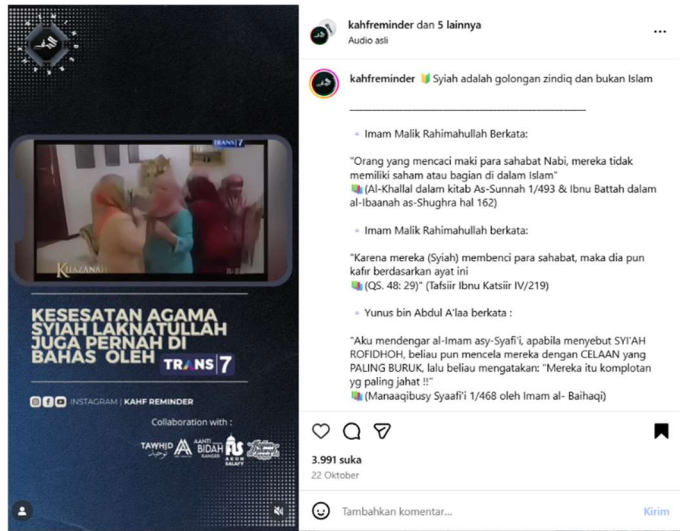 TRANS|7
KHAZANAH
KESESATAN AGAMA
SYIAH LAKNATULLAH
JUGA PERNAH DI
BAHAS OLEH TRANS|7
INSTAGRAM | KAHF REMINDER
Collaboration with :
TAWHID
توحيد
AANTI
BIDAH
RANGER
AS
AKUN
SALAFY
kahfreminder dan 5 lainnya
Audio asli
kahfreminder 🔰 Syiah adalah golongan zindiq dan bukan Islam
▫️ Imam Malik Rahimahullah Berkata:
"Orang yang mencaci maki para sahabat Nabi, mereka tidak
memiliki saham atau bagian di dalam Islam"
📚(Al-Khallal dalam kitab As-Sunnah 1/493 & Ibnu Battah dalam
al-Ibaanah as-Shughra hal 162)
▫️ Imam Malik Rahimahullah berkata:
"Karena mereka (Syiah) membenci para sahabat, maka dia pun
kafir berdasarkan ayat ini
📚(QS. 48: 29)" (Tafsiir Ibnu Katsiir IV/219)
▫️ Yunus bin Abdul A'laa berkata :
"Aku mendengar al-Imam asy-Syafi'i, apabila menyebut SYI'AH
ROFIDHOH, beliau pun mencela mereka dengan CELAAN yang
PALING BURUK, lalu beliau mengatakan: "Mereka itu komplotan
yg paling jahat !!"
📚(Manaaqibusy Syaafi'i 1/468 oleh Imam al- Baihaqi)
3.991 suka
22 Oktober
Tambahkan komentar...
Kirim